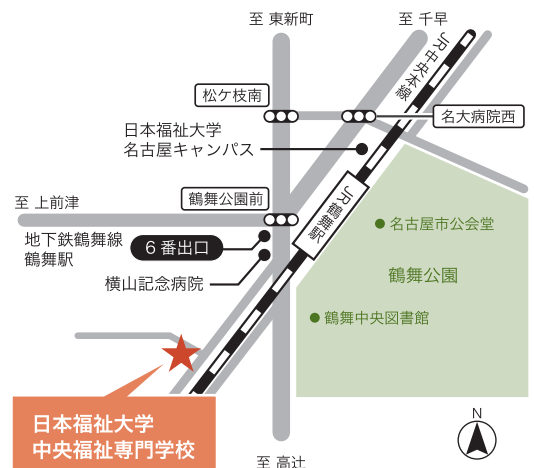 至 東新町
至 千早
JR中央本線
松ケ枝南
名大病院西
日本福祉大学
名古屋キャンパス
至 上前津
鶴舞公園前
JR鶴舞駅
名古屋市公会堂
地下鉄鶴舞線
鶴舞駅
6番出口
横山記念病院
鶴舞公園
鶴舞中央図書館
日本福祉大学
中央福祉専門学校
至 高辻
N